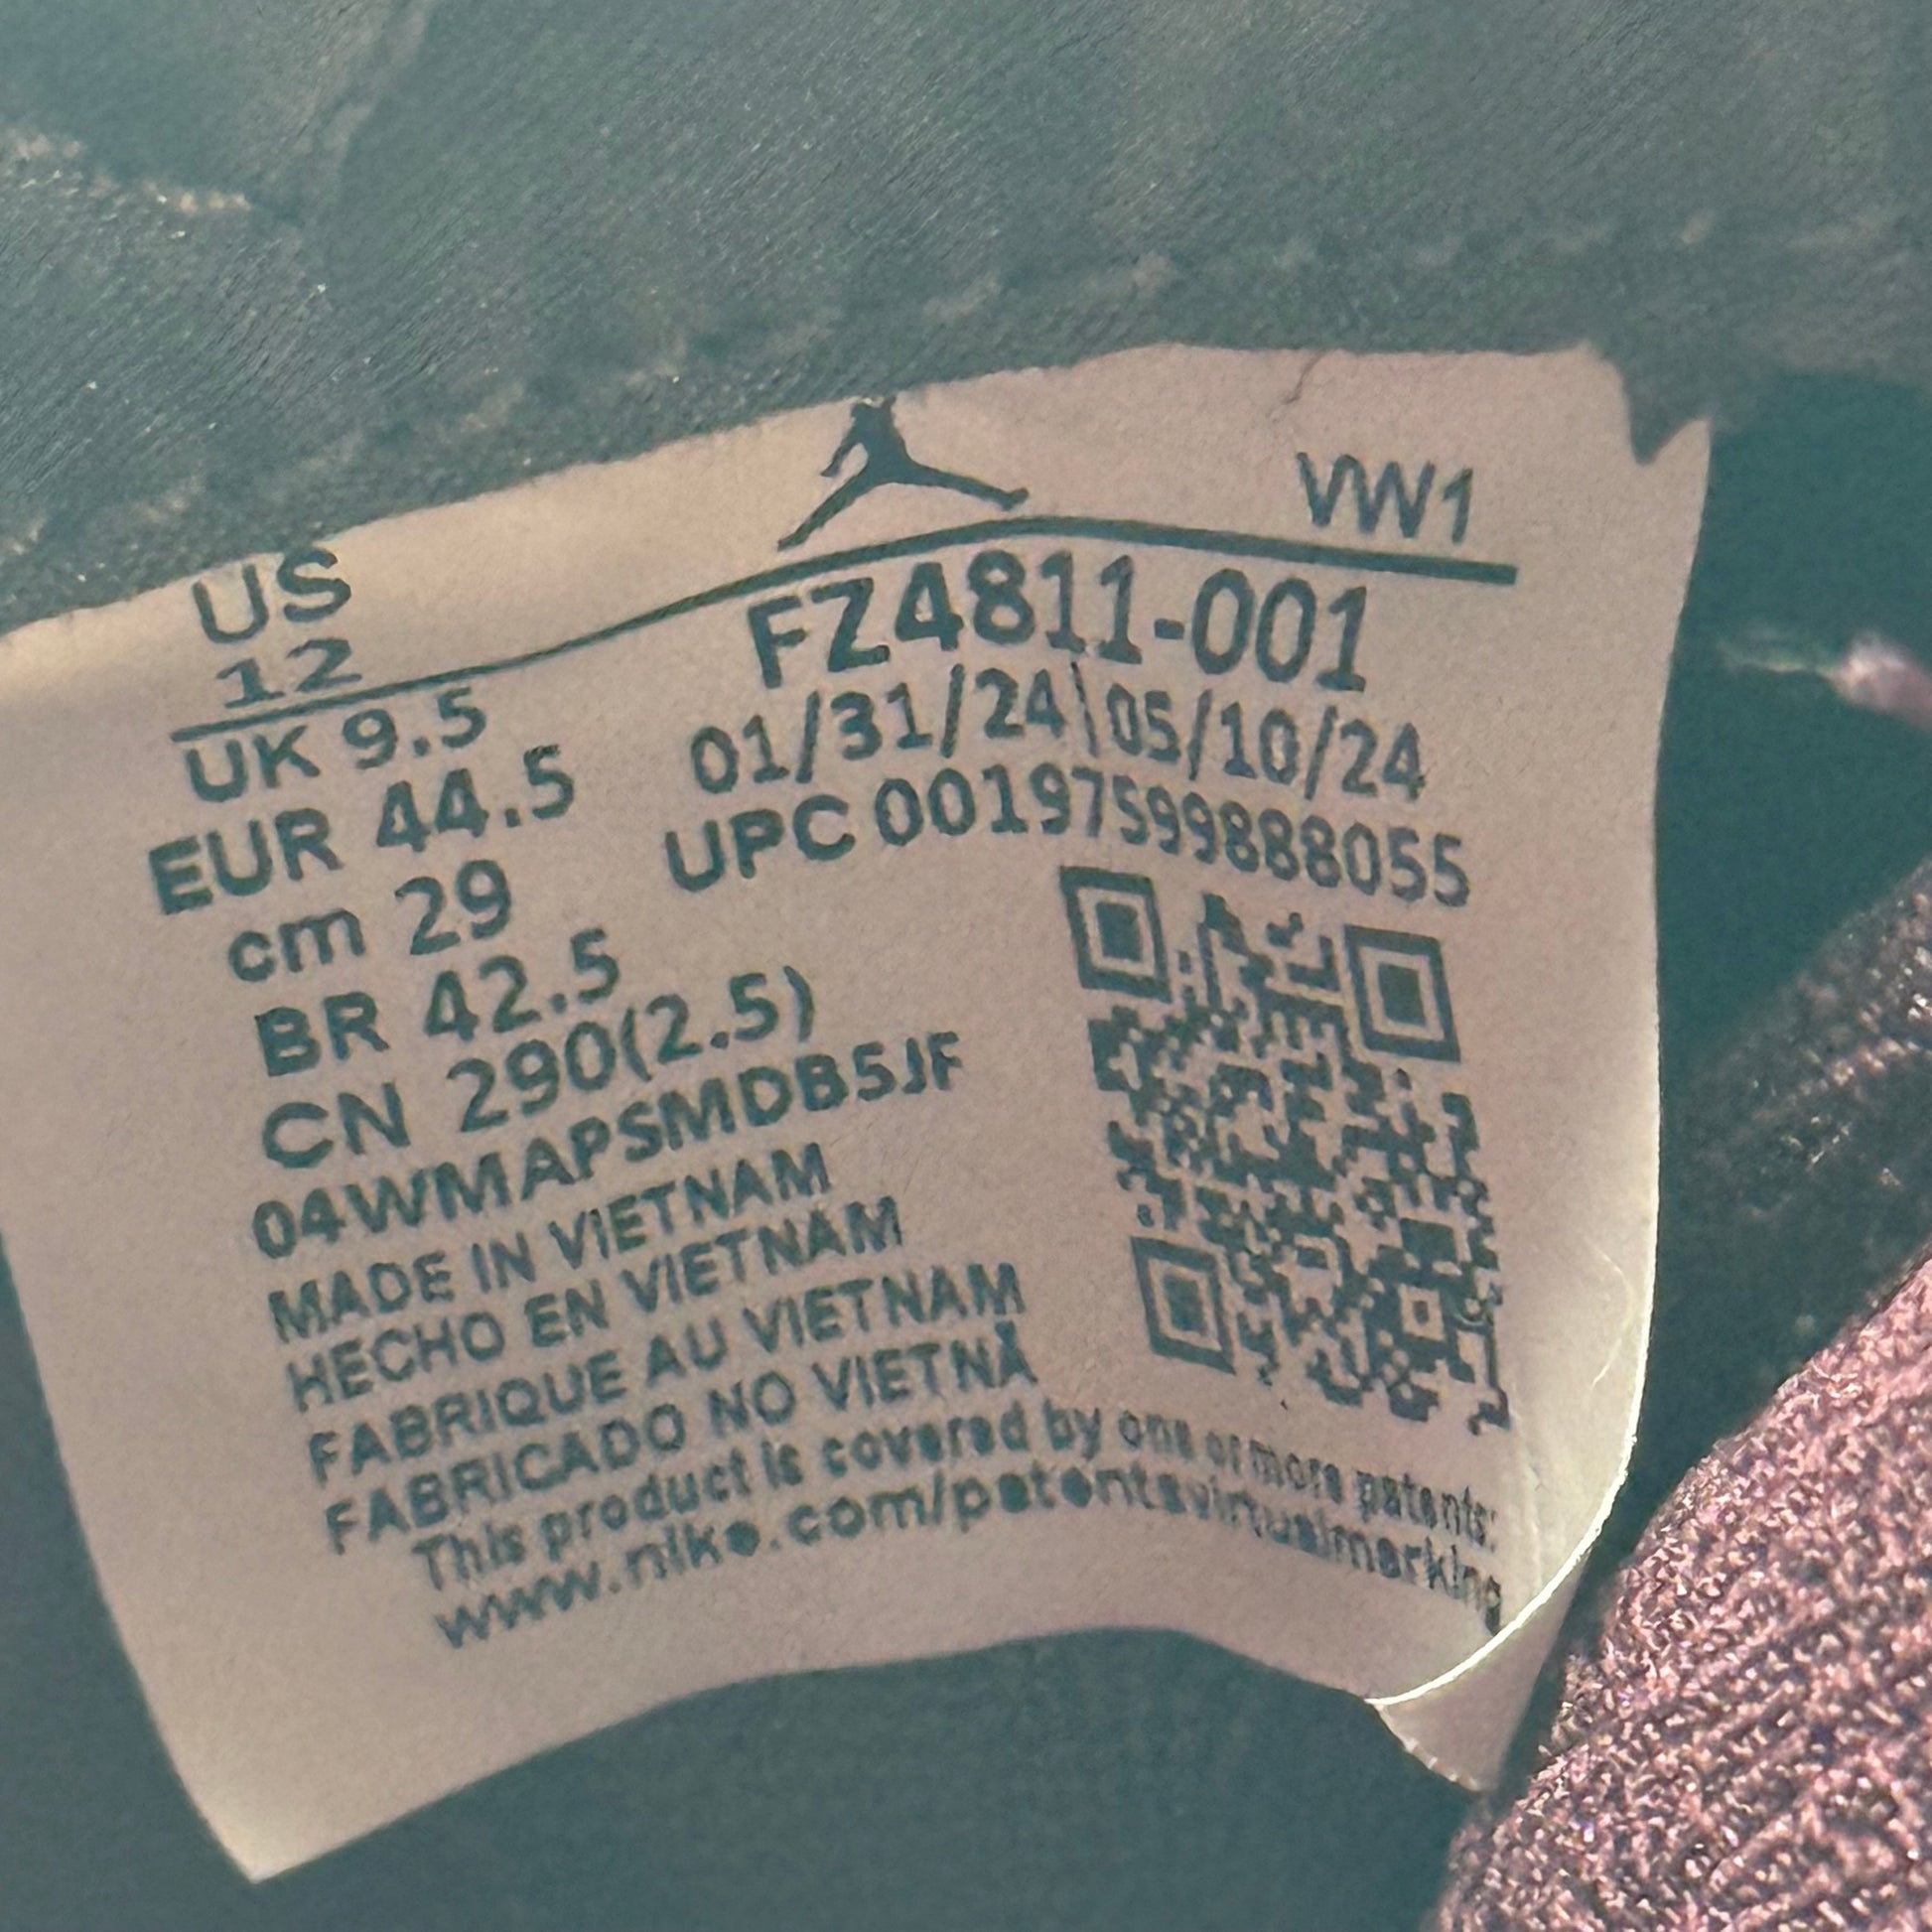 VW1
US
12
UK 9.5
EUR 44.5
cm 29
BR 42.5
CN 290(2.5)
04WMAPSMDB5JF
MADE IN VIETNAM
HECHO EN VIETNAM
FABRIQUE AU VIETNAM
FABRICADO NO VIETNÃ
FZ4811-001
01/31/24\05/10/24
UPC 00197599888055
This product is covered by one or more patents:
www.nike.com/patentsvirtualmarking